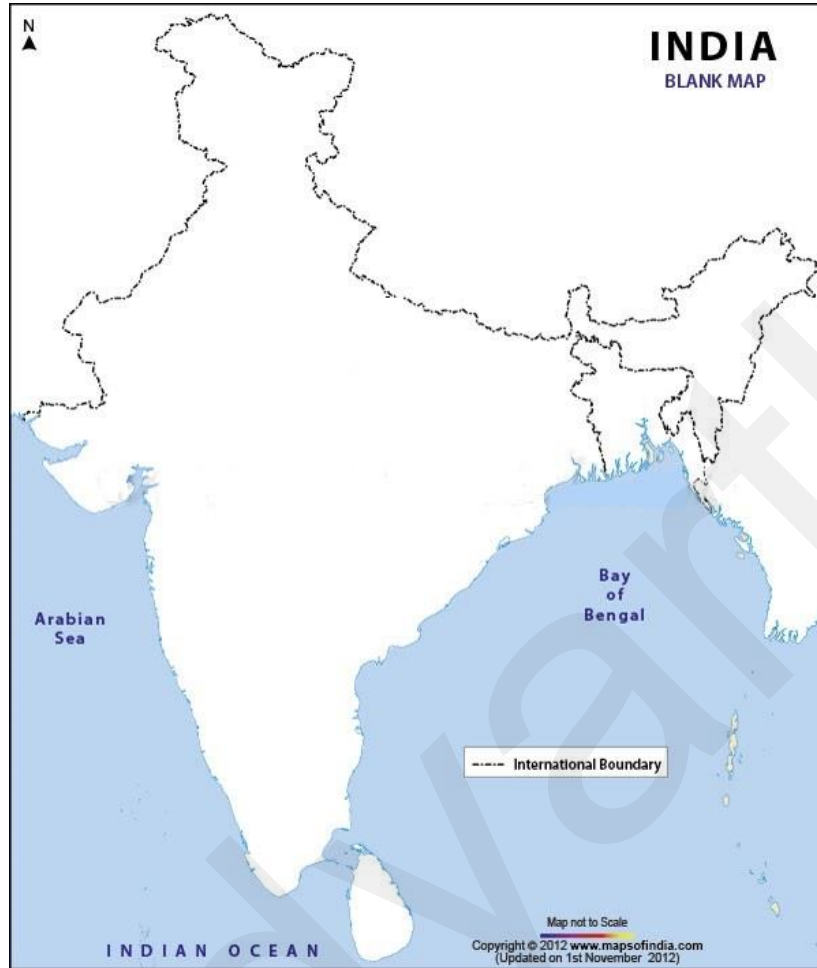 N
INDIA
BLANK MAP
Arabian
Sea
Bay
of
Bengal
International Boundary
Map not to Scale
Copyright © 2012 www.mapsofindia.com
(Updated on 1st November 2012)
INDIAN OCEAN